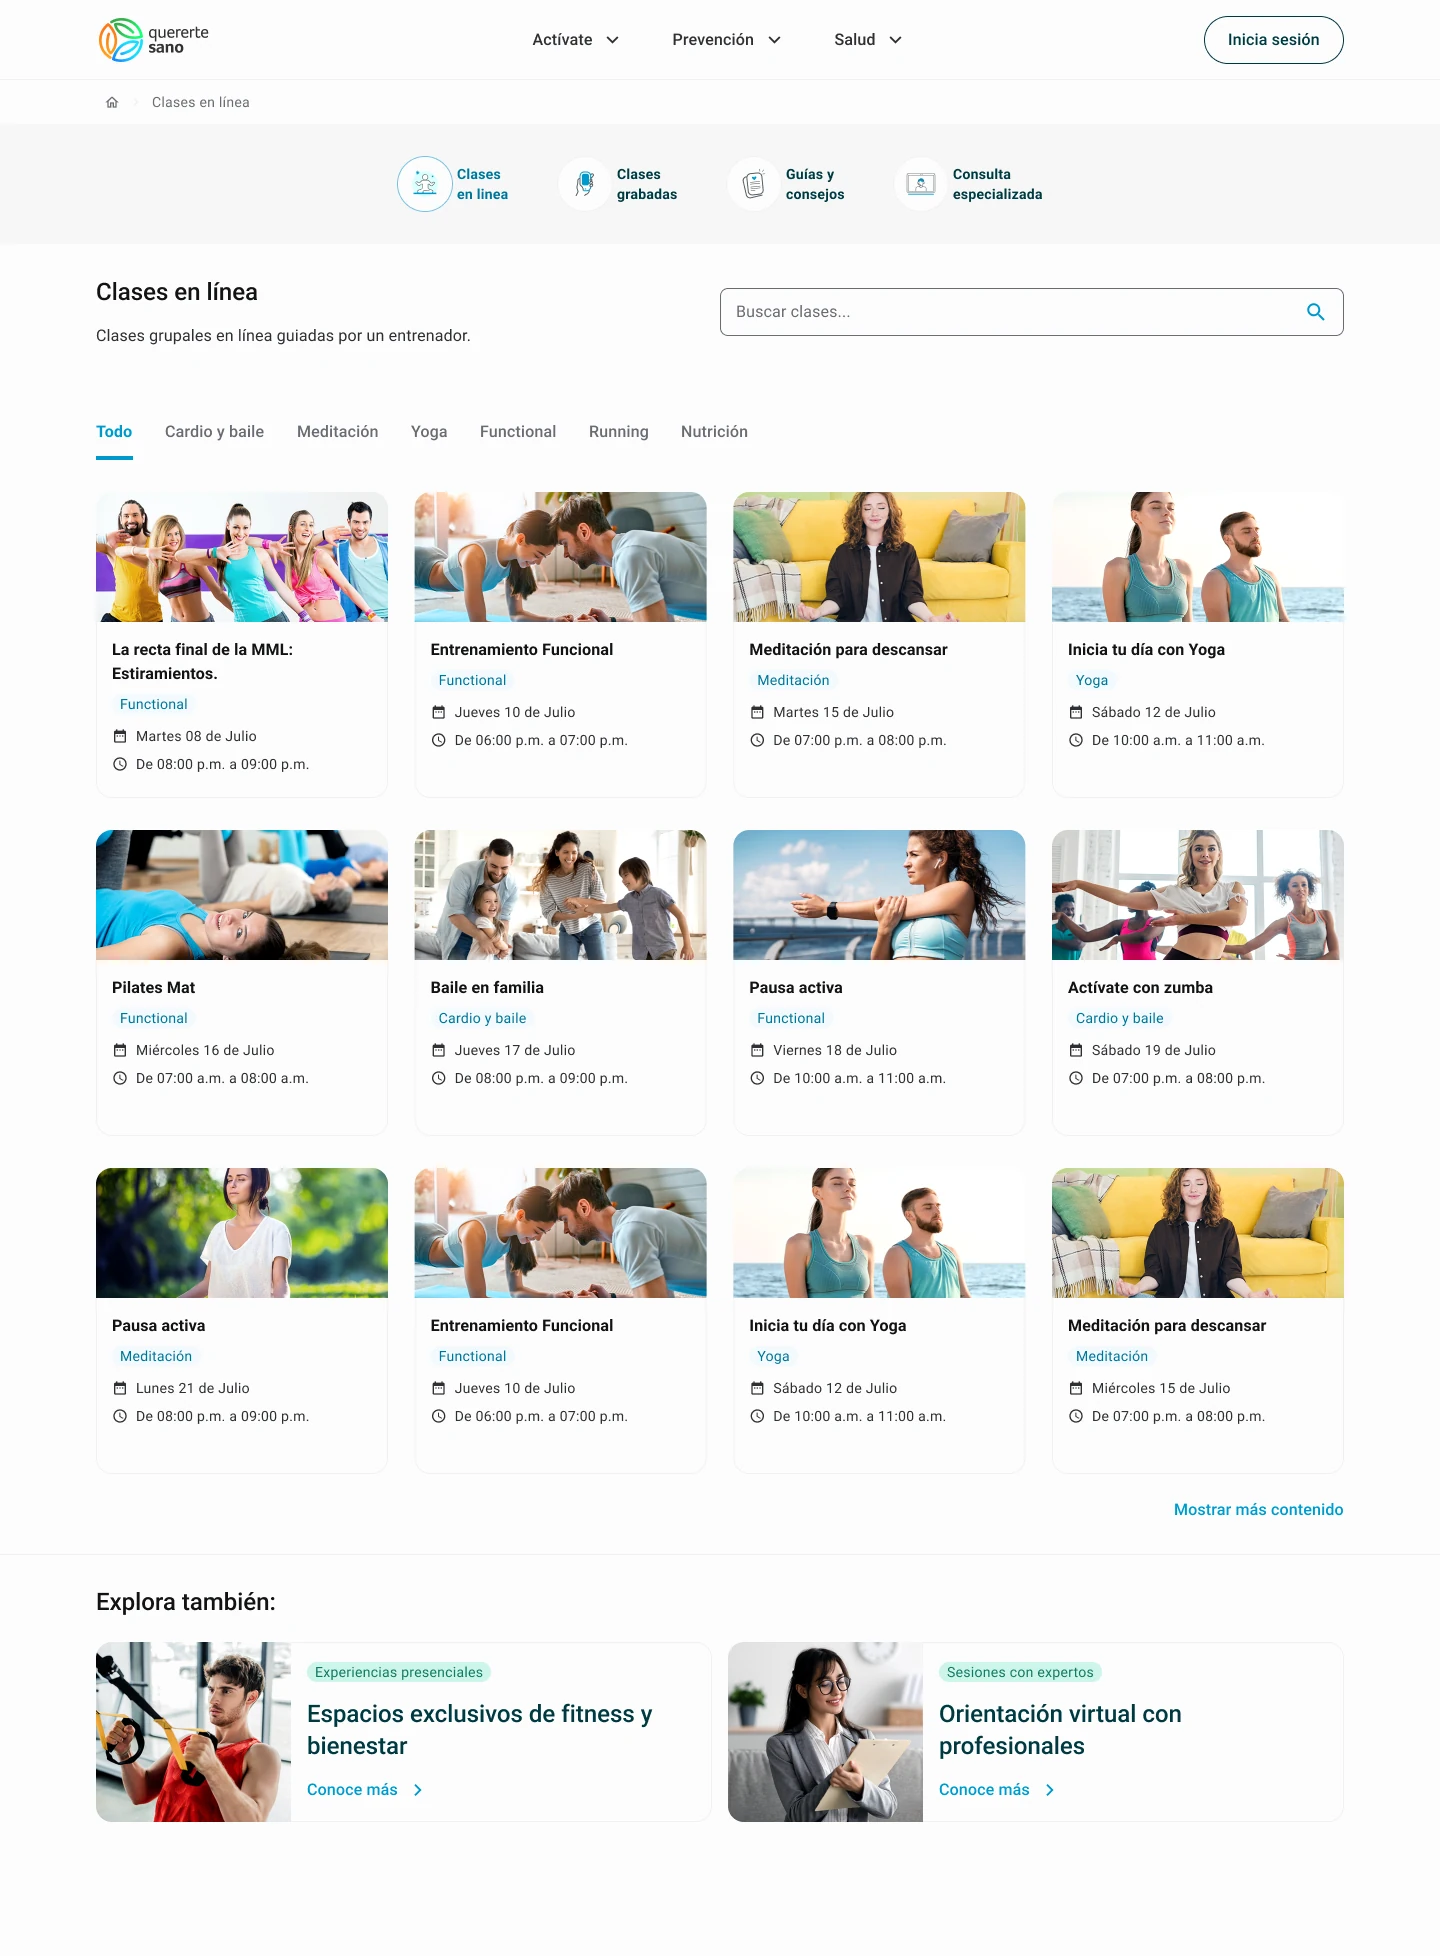 quererte
sano
Actívate
Prevención
Salud
Inicia sesión
Clases en línea
Clases
en linea
Clases
grabadas
Guías y
consejos
Consulta
especializada
Clases en línea
Clases grupales en línea guiadas por un entrenador.
Buscar clases...
Todo
Cardio y baile
Meditación
Yoga
Functional
Running
Nutrición
La recta final de la MML:
Estiramientos.
Functional
Martes 08 de Julio
De 08:00 p.m. a 09:00 p.m.
Entrenamiento Funcional
Functional
Jueves 10 de Julio
De 06:00 p.m. a 07:00 p.m.
Meditación para descansar
Meditación
Martes 15 de Julio
De 07:00 p.m. a 08:00 p.m.
Inicia tu día con Yoga
Yoga
Sábado 12 de Julio
De 10:00 a.m. a 11:00 a.m.
Pilates Mat
Functional
Miércoles 16 de Julio
De 07:00 a.m. a 08:00 a.m.
Baile en familia
Cardio y baile
Jueves 17 de Julio
De 08:00 p.m. a 09:00 p.m.
Pausa activa
Functional
Viernes 18 de Julio
De 10:00 a.m. a 11:00 a.m.
Actívate con zumba
Cardio y baile
Sábado 19 de Julio
De 07:00 p.m. a 08:00 p.m.
Pausa activa
Meditación
Lunes 21 de Julio
De 08:00 p.m. a 09:00 p.m.
Entrenamiento Funcional
Functional
Jueves 10 de Julio
De 06:00 p.m. a 07:00 p.m.
Inicia tu día con Yoga
Yoga
Sábado 12 de Julio
De 10:00 a.m. a 11:00 a.m.
Meditación para descansar
Meditación
Miércoles 15 de Julio
De 07:00 p.m. a 08:00 p.m.
Mostrar más contenido
Explora también:
Experiencias presenciales
Espacios exclusivos de fitness y
bienestar
Conoce más
Sesiones con expertos
Orientación virtual con
profesionales
Conoce más